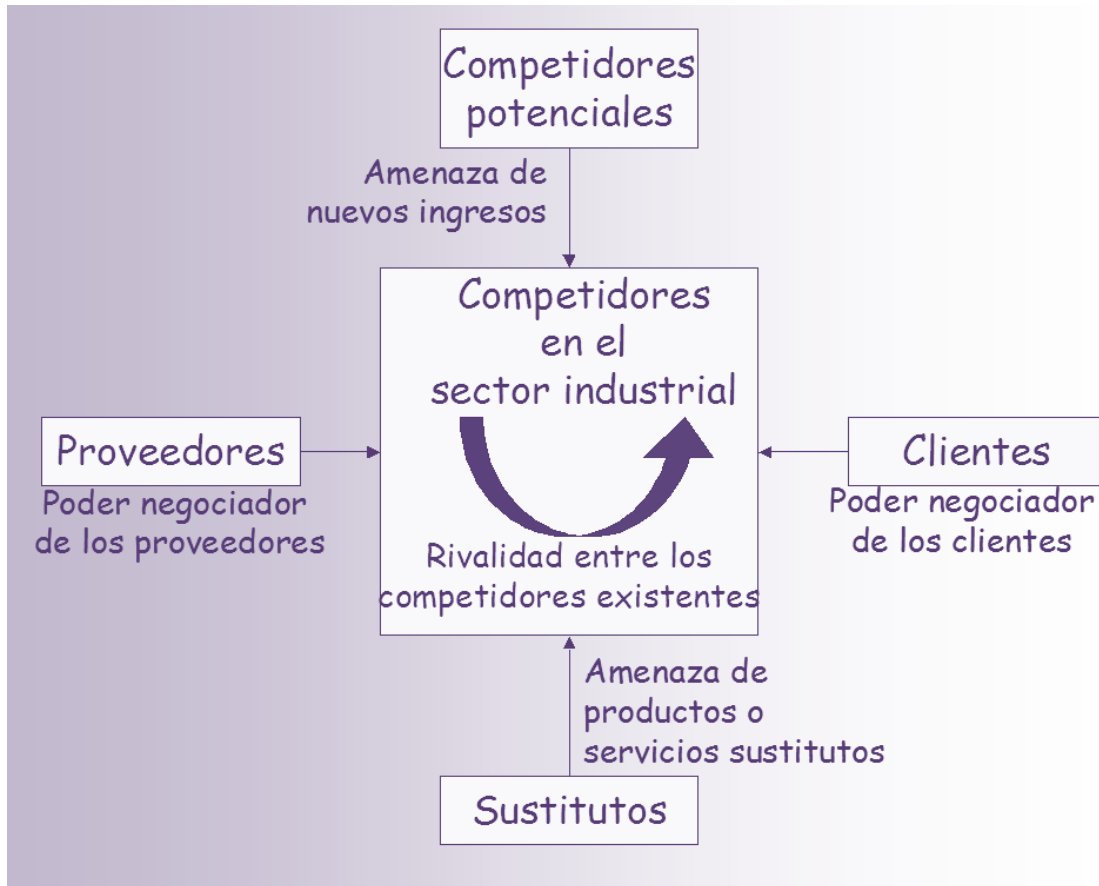 Competidores
potenciales
Amenaza de
nuevos ingresos
Competidores
en el
sector industrial
Proveedores
Poder negociador
de los proveedores
Clientes
Poder negociador
de los clientes
Rivalidad entre los
competidores existentes
Amenaza de
productos o
servicios sustitutos
Sustitutos